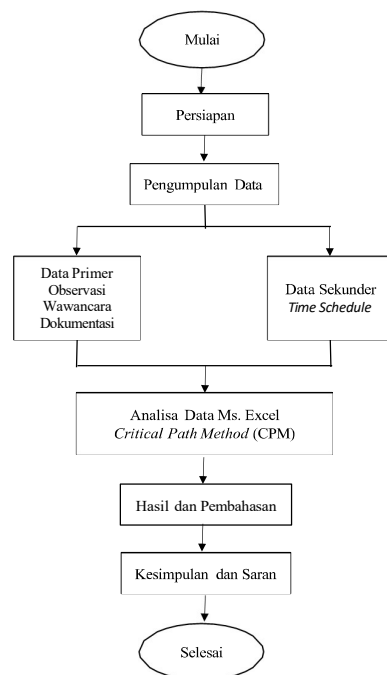 Mulai
Persiapan
Pengumpulan Data
Data Primer
Observasi
Wawancara
Dokumentasi
Data Sekunder
Time Schedule
Analisa Data Ms. Excel
Critical Path Method (CPM)
Hasil dan Pembahasan
Kesimpulan dan Saran
Selesai